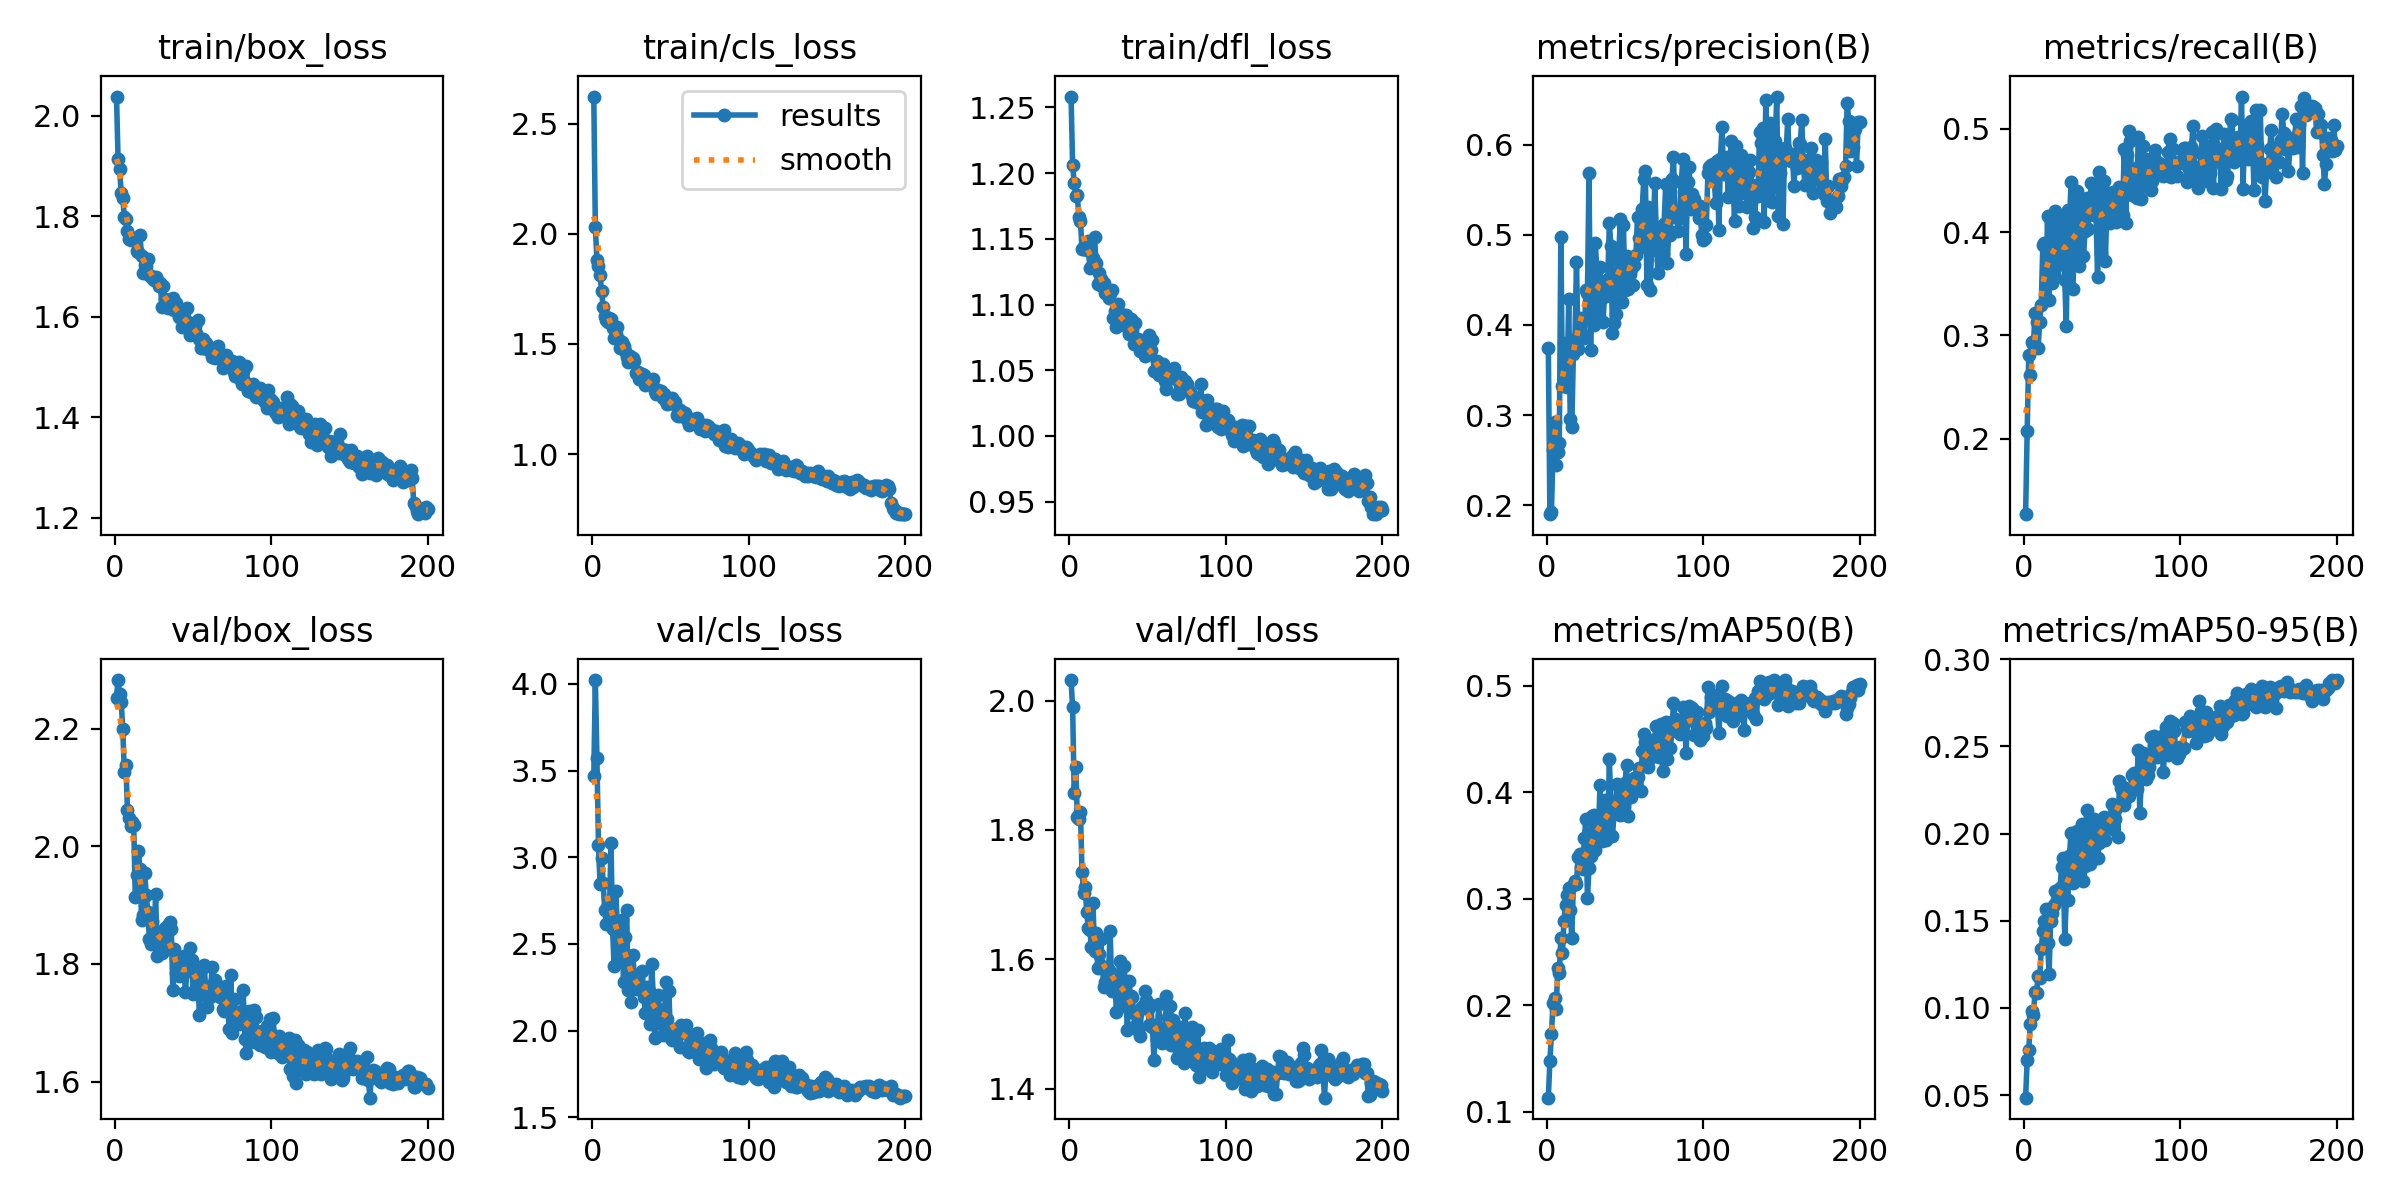 train/box_loss
2.0
1.8
1.6
1.4
1.2
0 100 200
train/cls_loss
results
smooth
2.5
2.0
1.5
1.0
0 100 200
train/dfl_loss
1.25
1.20
1.15
1.10
1.05
1.00
0.95
0 100 200
metrics/precision(B)
0.6
0.5
0.4
0.3
0.2
0 100 200
metrics/recall(B)
0.5
0.4
0.3
0.2
0 100 200
val/box_loss
2.2
2.0
1.8
1.6
0 100 200
val/cls_loss
4.0
3.5
3.0
2.5
2.0
1.5
0 100 200
val/dfl_loss
2.0
1.8
1.6
1.4
0 100 200
metrics/mAP50(B)
0.5
0.4
0.3
0.2
0.1
0 100 200
metrics/mAP50-95(B)
0.30
0.25
0.20
0.15
0.10
0.05
0 100 200